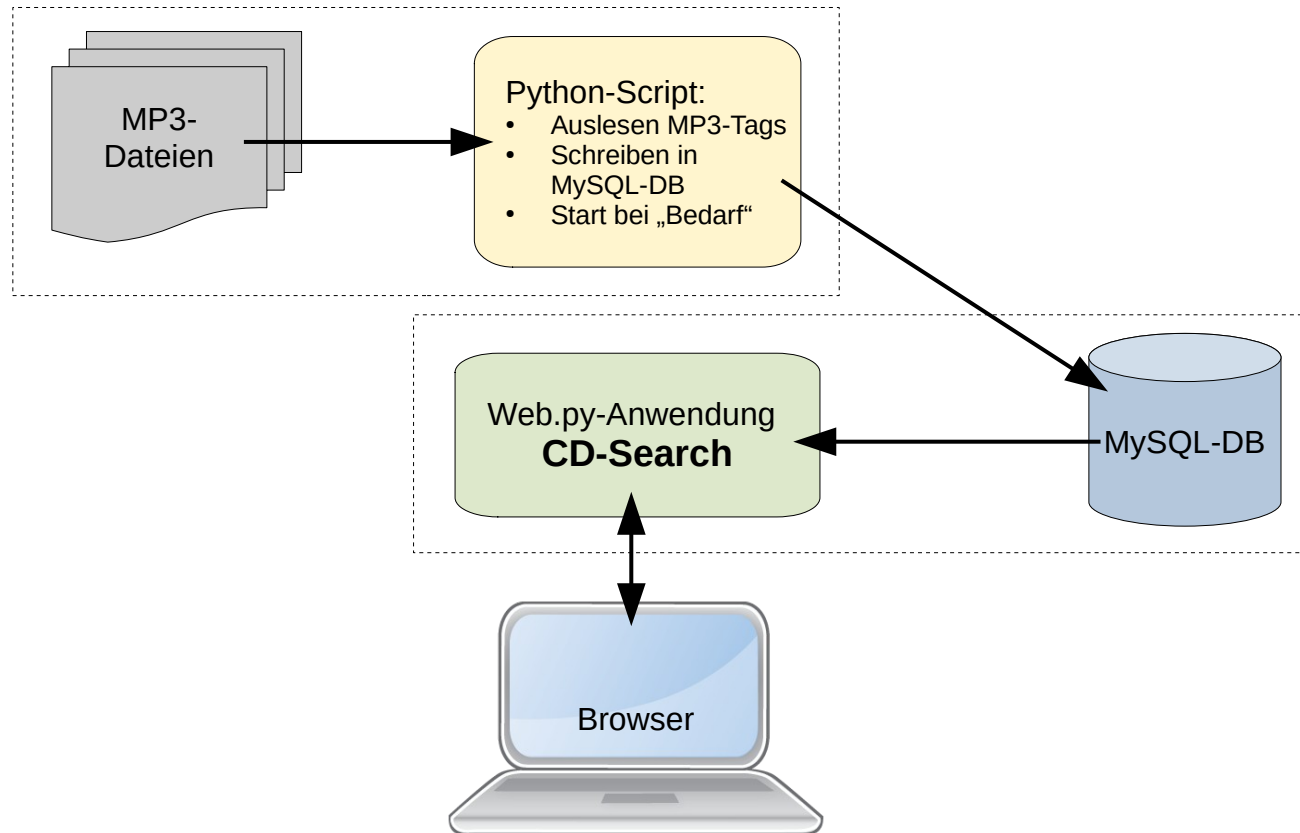 MP3-
Dateien
Python-Script:
• Auslesen MP3-Tags
• Schreiben in
MySQL-DB
• Start bei „Bedarf“
Web.py-Anwendung
CD-Search
MySQL-DB
Browser